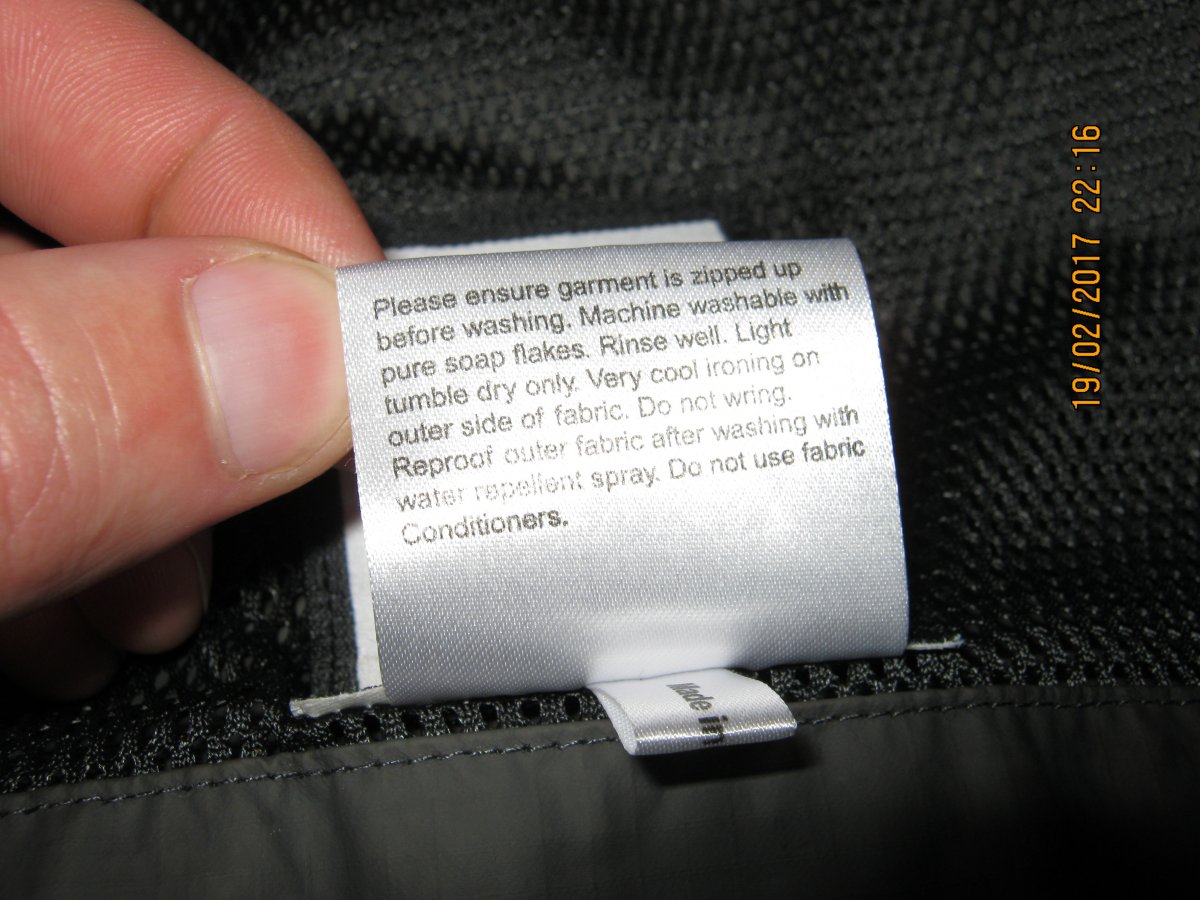 Please ensure garment is zipped up
before washing. Machine washable with
pure soap flakes. Rinse well. Light
tumble dry only. Very cool ironing on
outer side of fabric. Do not wring.
Reproof outer fabric after washing with
water repellent spray. Do not use fabric
Conditioners.
Made in
19/02/2017 22:16